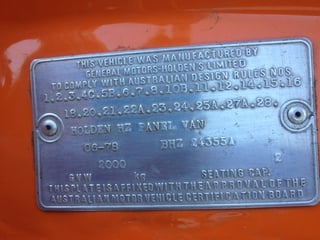 THIS VEHICLE WAS MANUFACTURED BY
GENERAL MOTORS-HOLDEN'S LIMITED
TO COMPLY WITH AUSTRALIAN DESIGN RULES NOS.
1.2.3.4C.5B.6.7.8.10B.11.12.14.15.16
19.20.21.22A.23.24.25A.27A.28.
HOLDEN HZ PANEL VAN
06-78 BHZ 24355A
2000 2
GVW kg SEATING CAP.
THIS PLATE IS AFFIXED WITH THE APPROVAL OF THE
AUSTRALIAN MOTOR VEHICLE CERTIFICATION BOARD